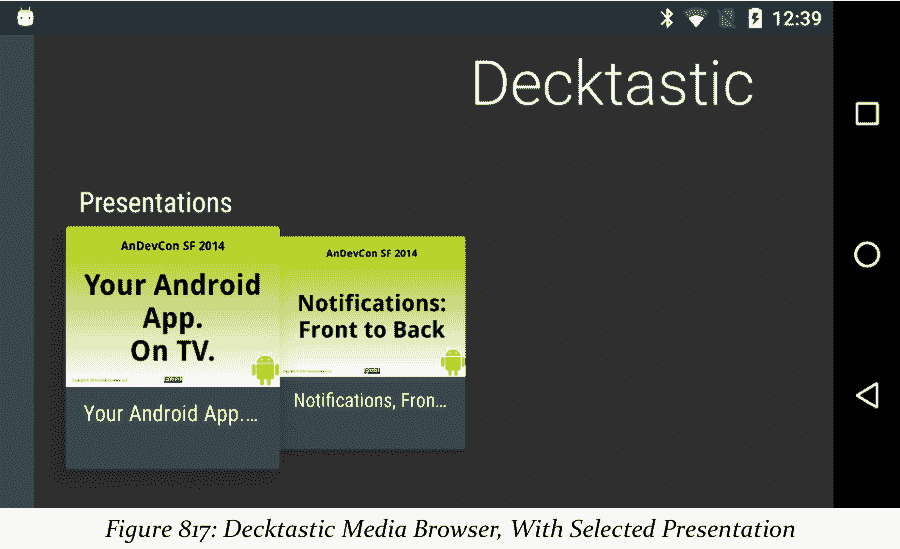 12:39
Decktastic
Presentations
AnDevCon SF 2014
Your Android
App.
On TV.
Your Android App....
AnDevCon SF 2014
Notifications:
Front to Back
Notifications, Fron...
Figure 817: Decktastic Media Browser, With Selected Presentation